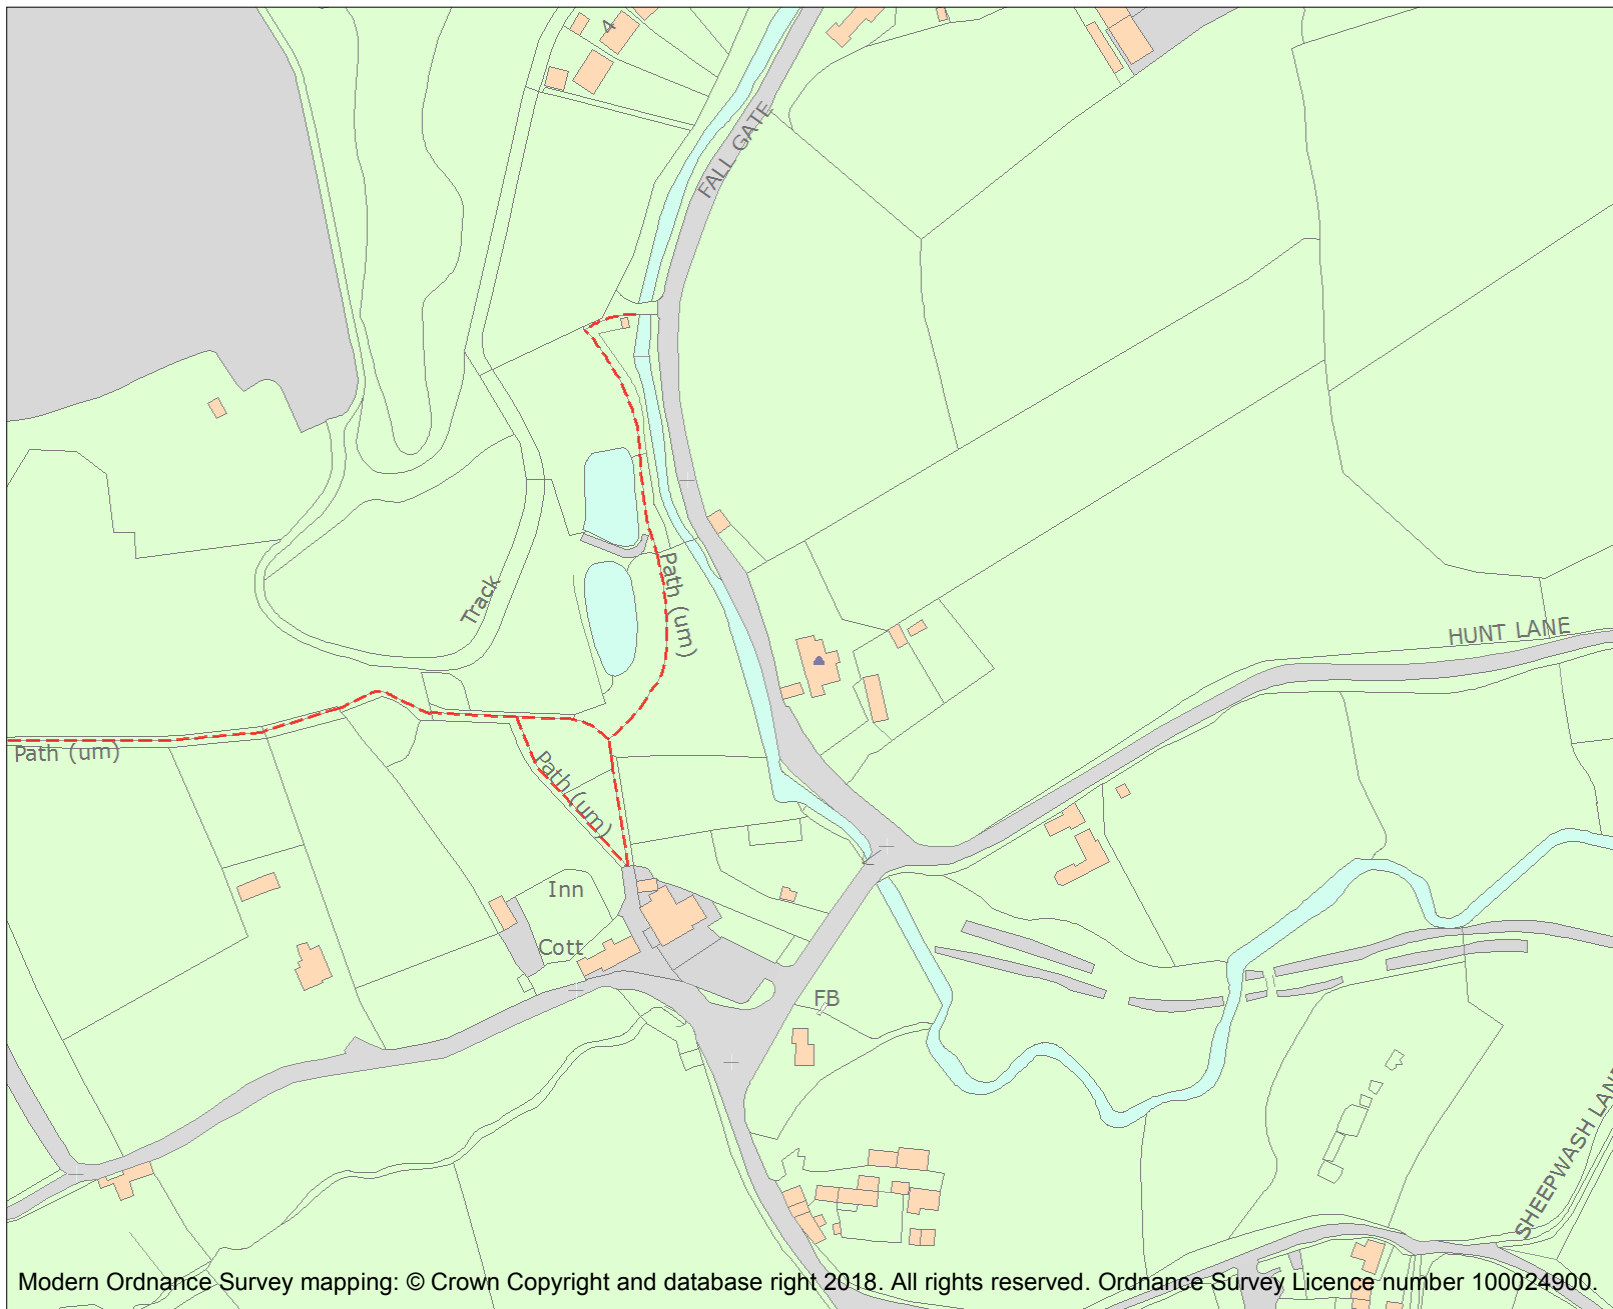 4
FALL GATE
Track
Path (um)
HUNT LANE
Path (um)
Path (um)
Inn
Cott
FB
SHEEPWASH LANE
Modern Ordnance Survey mapping: © Crown Copyright and database right 2018. All rights reserved. Ordnance Survey Licence number 100024900.